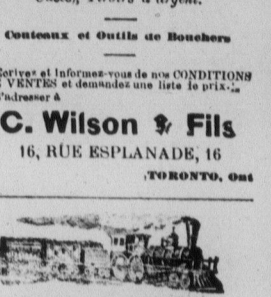 Couteaux et Outils de Bouchers
Ecrivez et Informez-vous de nos CONDITIONS
VENTES et demandez une liste de prix.
S'adresser à
C. Wilson & Fils
16, RUE ESPLANADE, 16
TORONTO, Ont